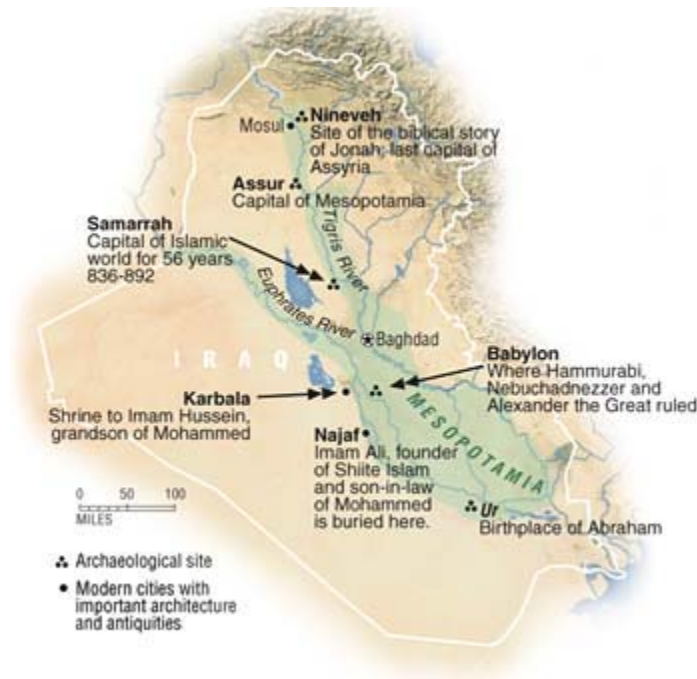 Nineveh
Mosul
Site of the biblical story
of Jonah; last capital of
Assyria
Assur
Capital of Mesopotamia
Samarrah
Capital of Islamic
world for 56 years
836-892
Tigris River
Euphrates River
Baghdad
IRAQ
Babylon
Where Hammurabi,
Nebuchadnezzer and
Alexander the Great ruled
Karbala
Shrine to Imam Hussein,
grandson of Mohammed
MESOPOTAMIA
Najaf
Imam Ali, founder
of Shiite Islam
and son-in-law
of Mohammed
is buried here.
Ur
Birthplace of Abraham
0 50 100
MILES
Archaeological site
Modern cities with
important architecture
and antiquities